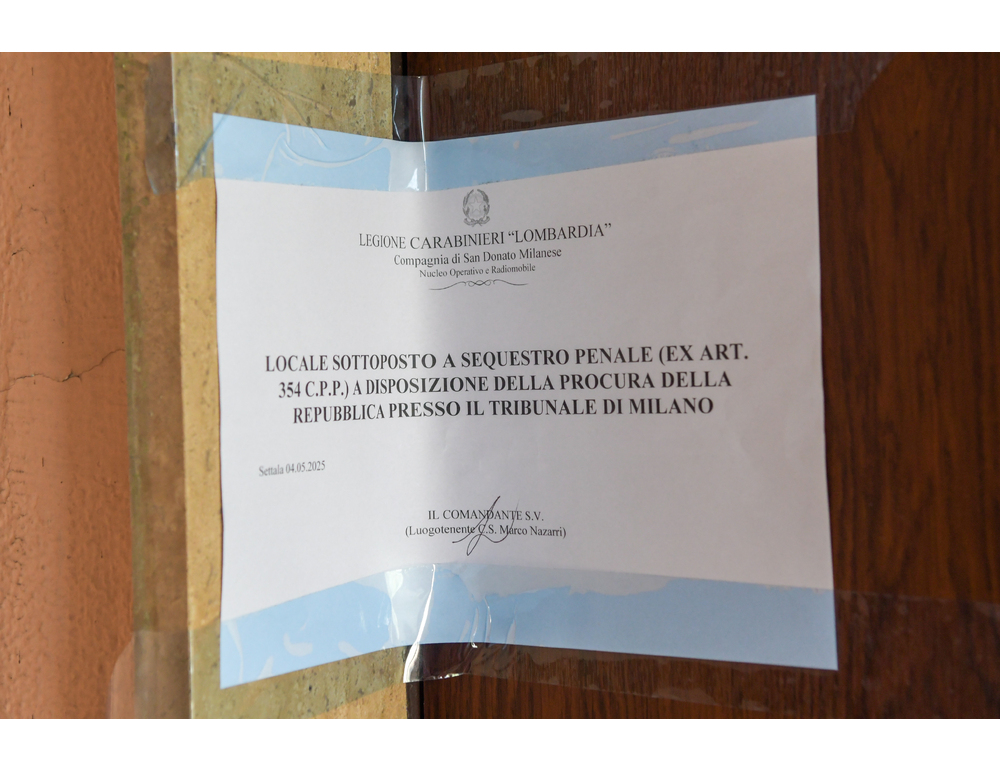 LEGIONE CARABINIERI “LOMBARDIA”
Compagnia di San Donato Milanese
Nucleo Operativo e Radiomobile
LOCALE SOTTOPOSTO A SEQUESTRO PENALE (EX ART.
354 C.P.P.) A DISPOSIZIONE DELLA PROCURA DELLA
REPUBBLICA PRESSO IL TRIBUNALE DI MILANO
Settala 04.05.2025
IL COMANDANTE S.V.
(Luogotenente C.S. Marco Nazarri)